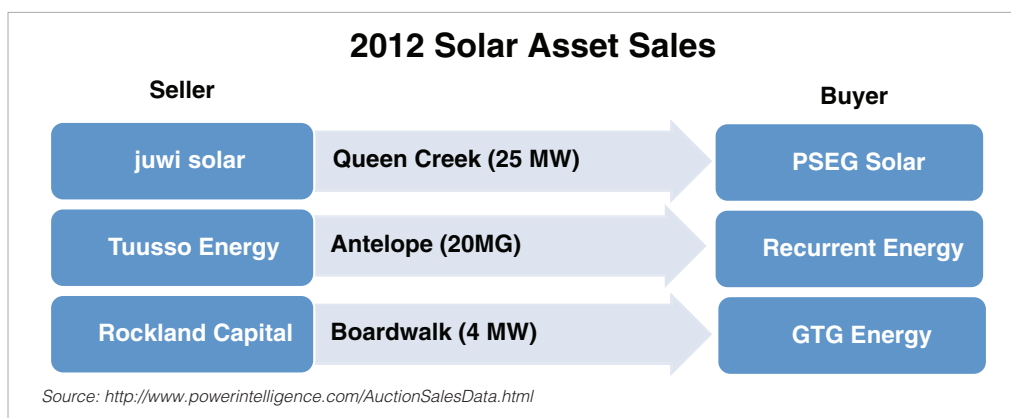 2012 Solar Asset Sales
Seller
Buyer
juwi solar
Queen Creek (25 MW)
PSEG Solar
Tuusso Energy
Antelope (20MG)
Recurrent Energy
Rockland Capital
Boardwalk (4 MW)
GTG Energy
Source: http://www.powerintelligence.com/AuctionSalesData.html